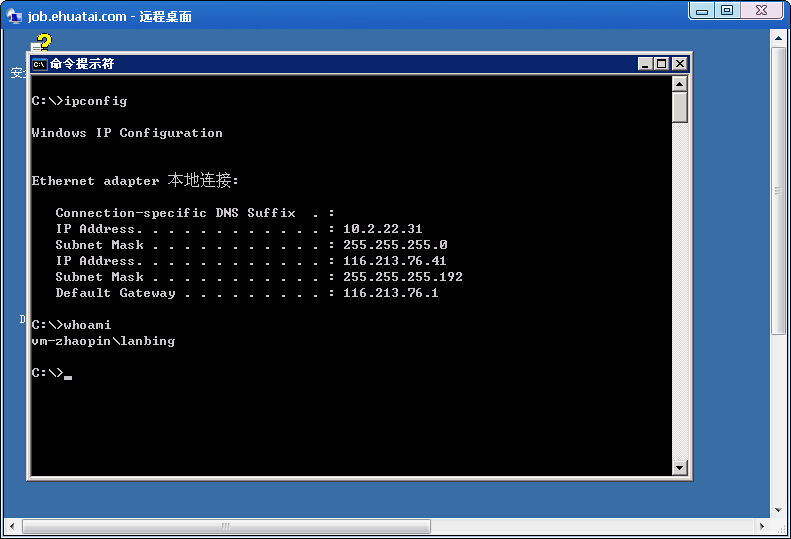 job.ehuatai.com - 远程桌面
安全
命令提示符
C:\>ipconfig
Windows IP Configuration
Ethernet adapter 本地连接:
Connection-specific DNS Suffix  . :
IP Address. . . . . . . . . . . . : 10.2.22.31
Subnet Mask . . . . . . . . . . . : 255.255.255.0
IP Address. . . . . . . . . . . . : 116.213.76.41
Subnet Mask . . . . . . . . . . . : 255.255.255.192
Default Gateway . . . . . . . . . : 116.213.76.1
D
C:\>whoami
vm-zhaopin\lanbing
C:\>